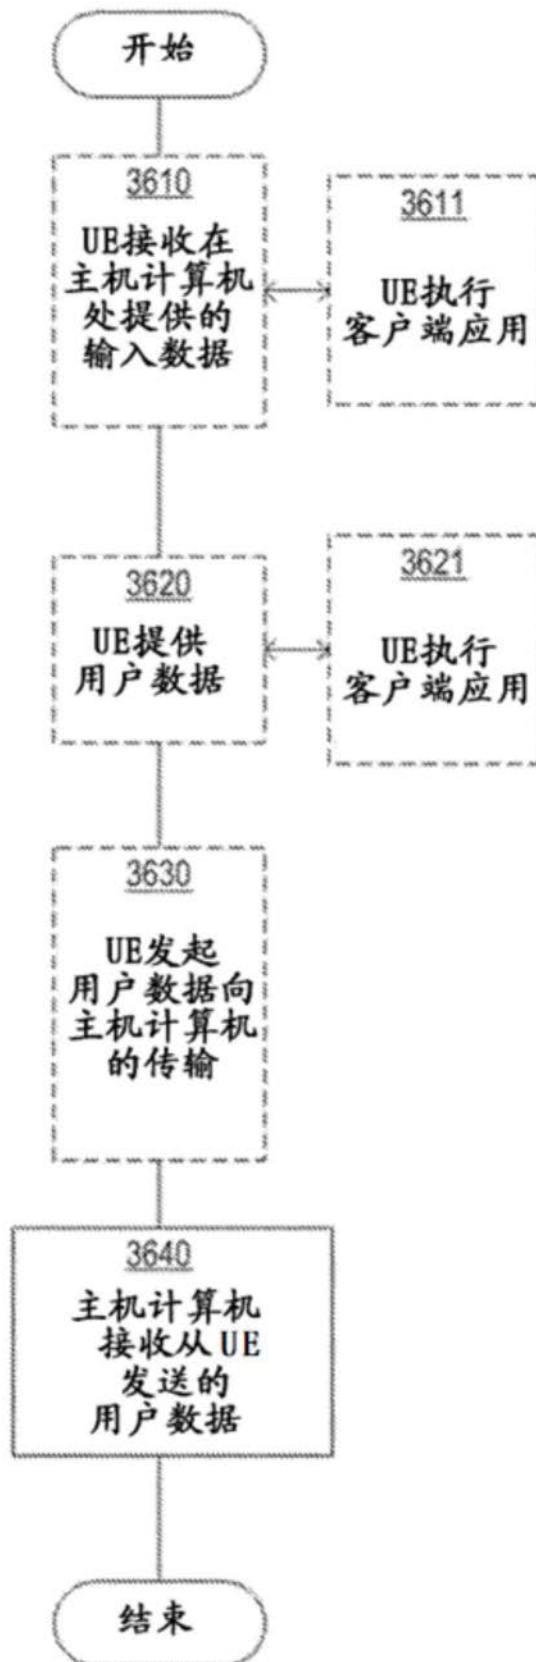 开始
3610
UE接收在
主机计算机
处提供的
输入数据
3611
UE执行
客户端应用
3620
UE提供
用户数据
3621
UE执行
客户端应用
3630
UE发起
用户数据向
主机计算机
的传输
3640
主机计算机
接收从UE
发送的
用户数据
结束